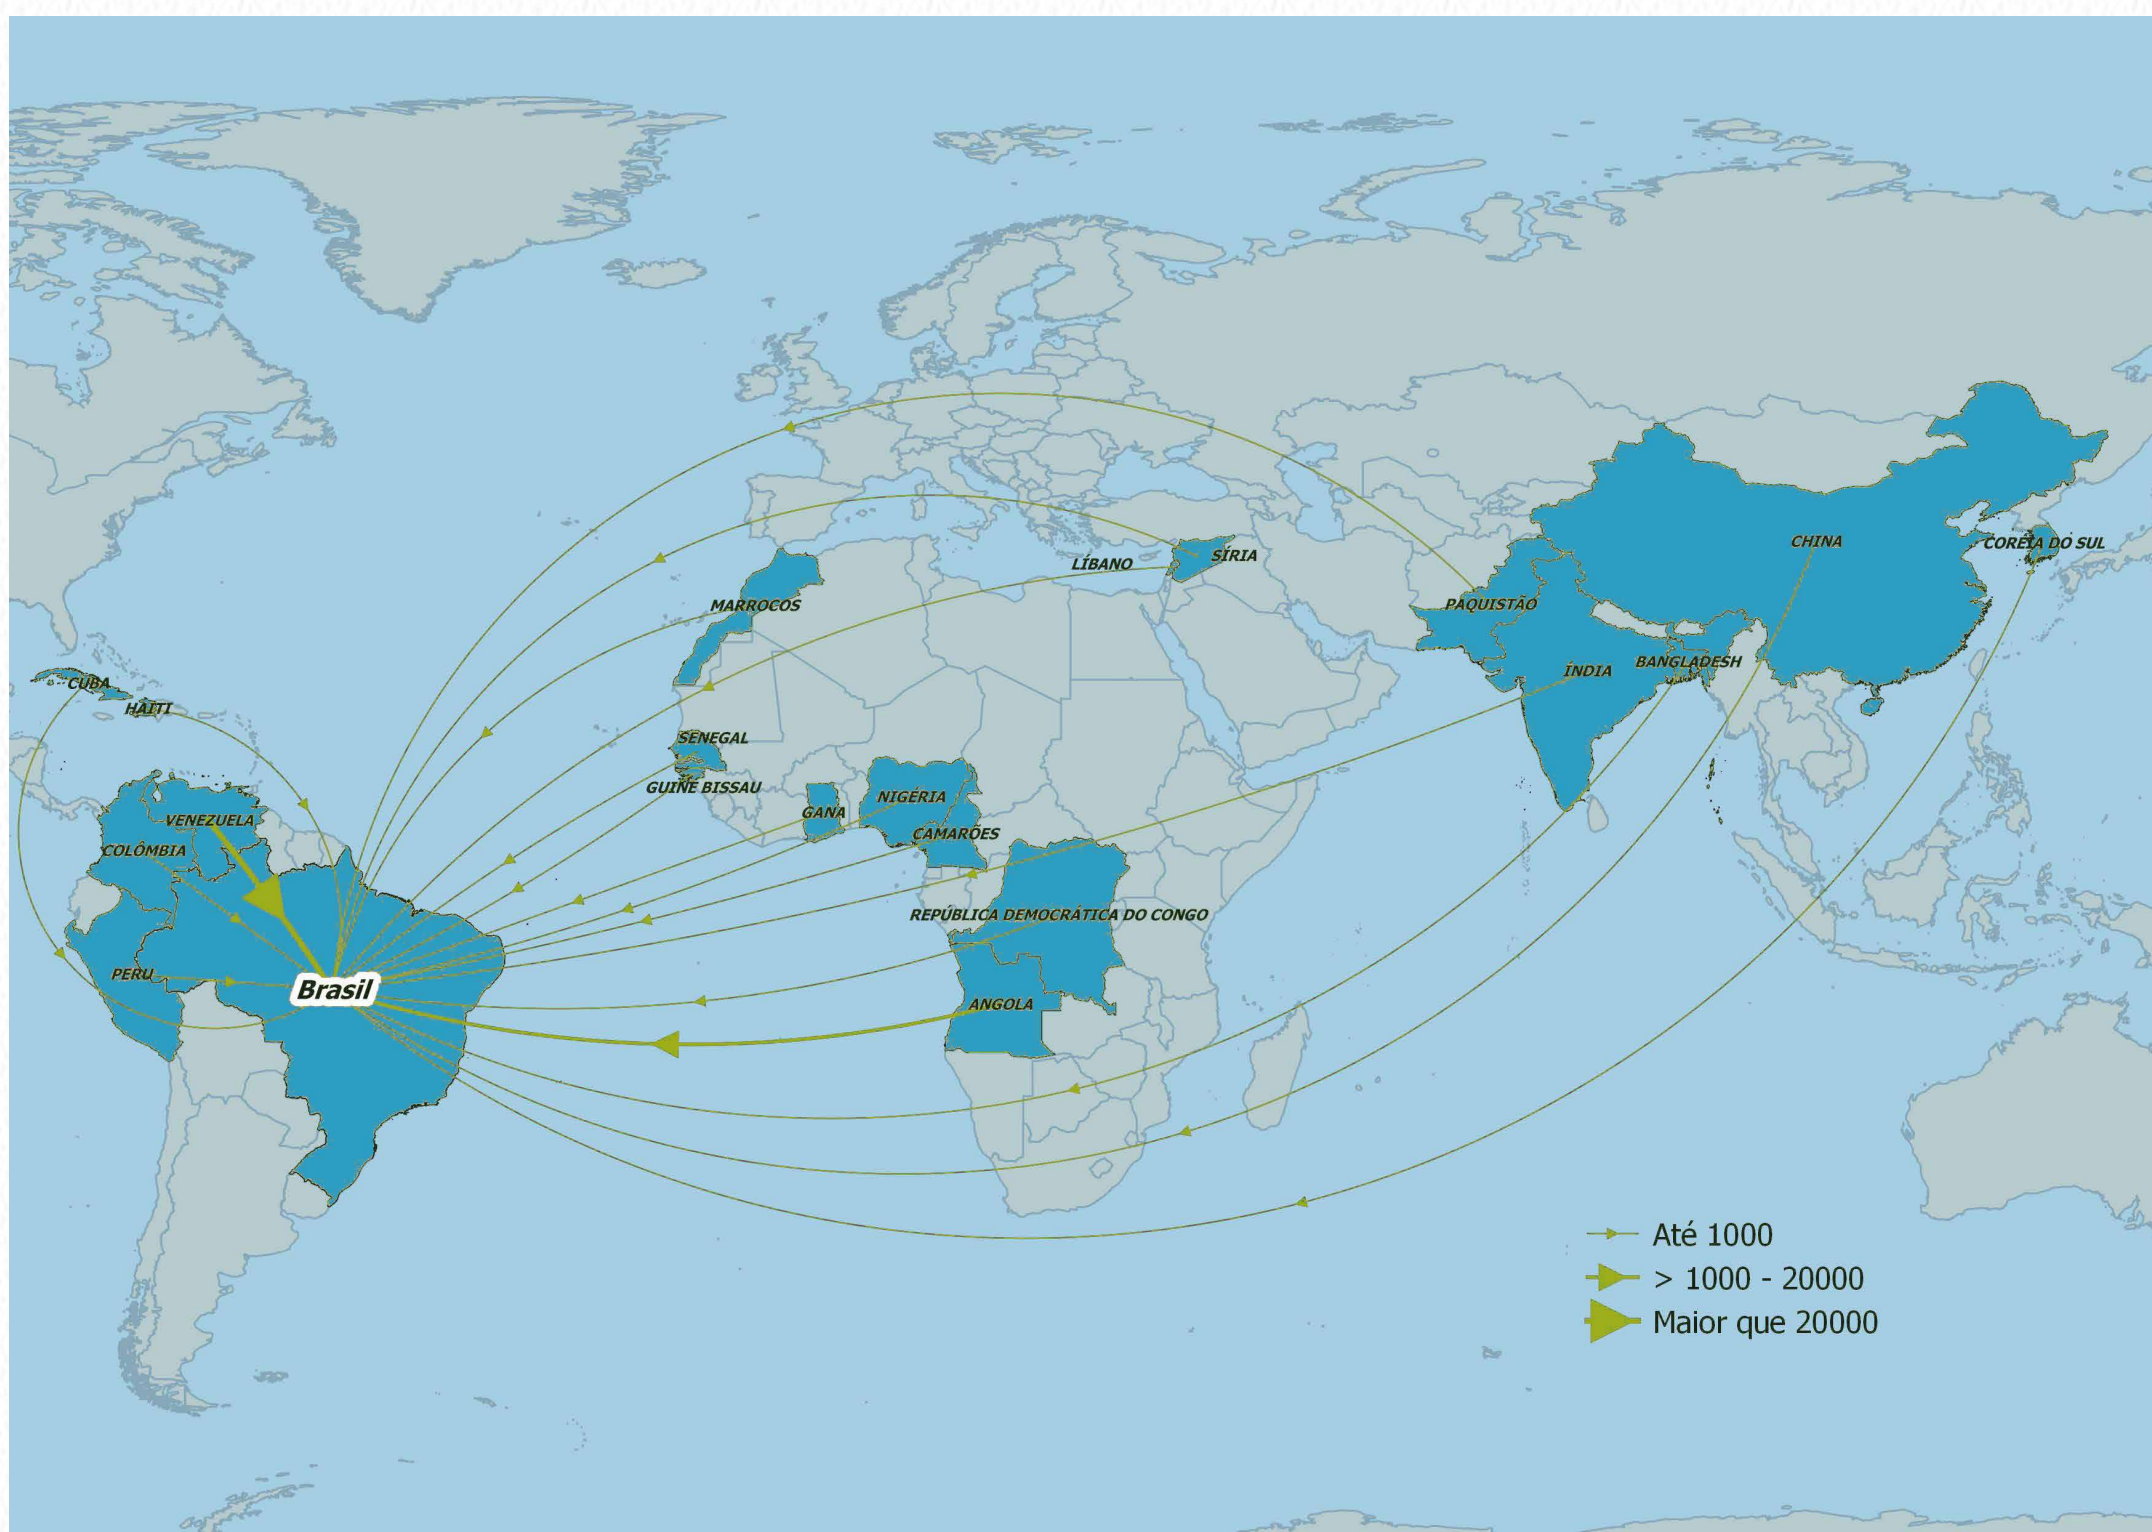 CHINA
CORÉIA DO SUL
SÍRIA
LÍBANO
MARROCOS
PAQUISTÃO
ÍNDIA
BANGLADESH
CUBA
HAITI
SENEGAL
GUINÉ BISSAU
NIGÉRIA
GANA
VENEZUELA
CAMARÕES
COLÔMBIA
REPÚBLICA DEMOCRÁTICA DO CONGO
PERU
Brasil
ANGOLA
Até 1000
> 1000 - 20000
Maior que 20000